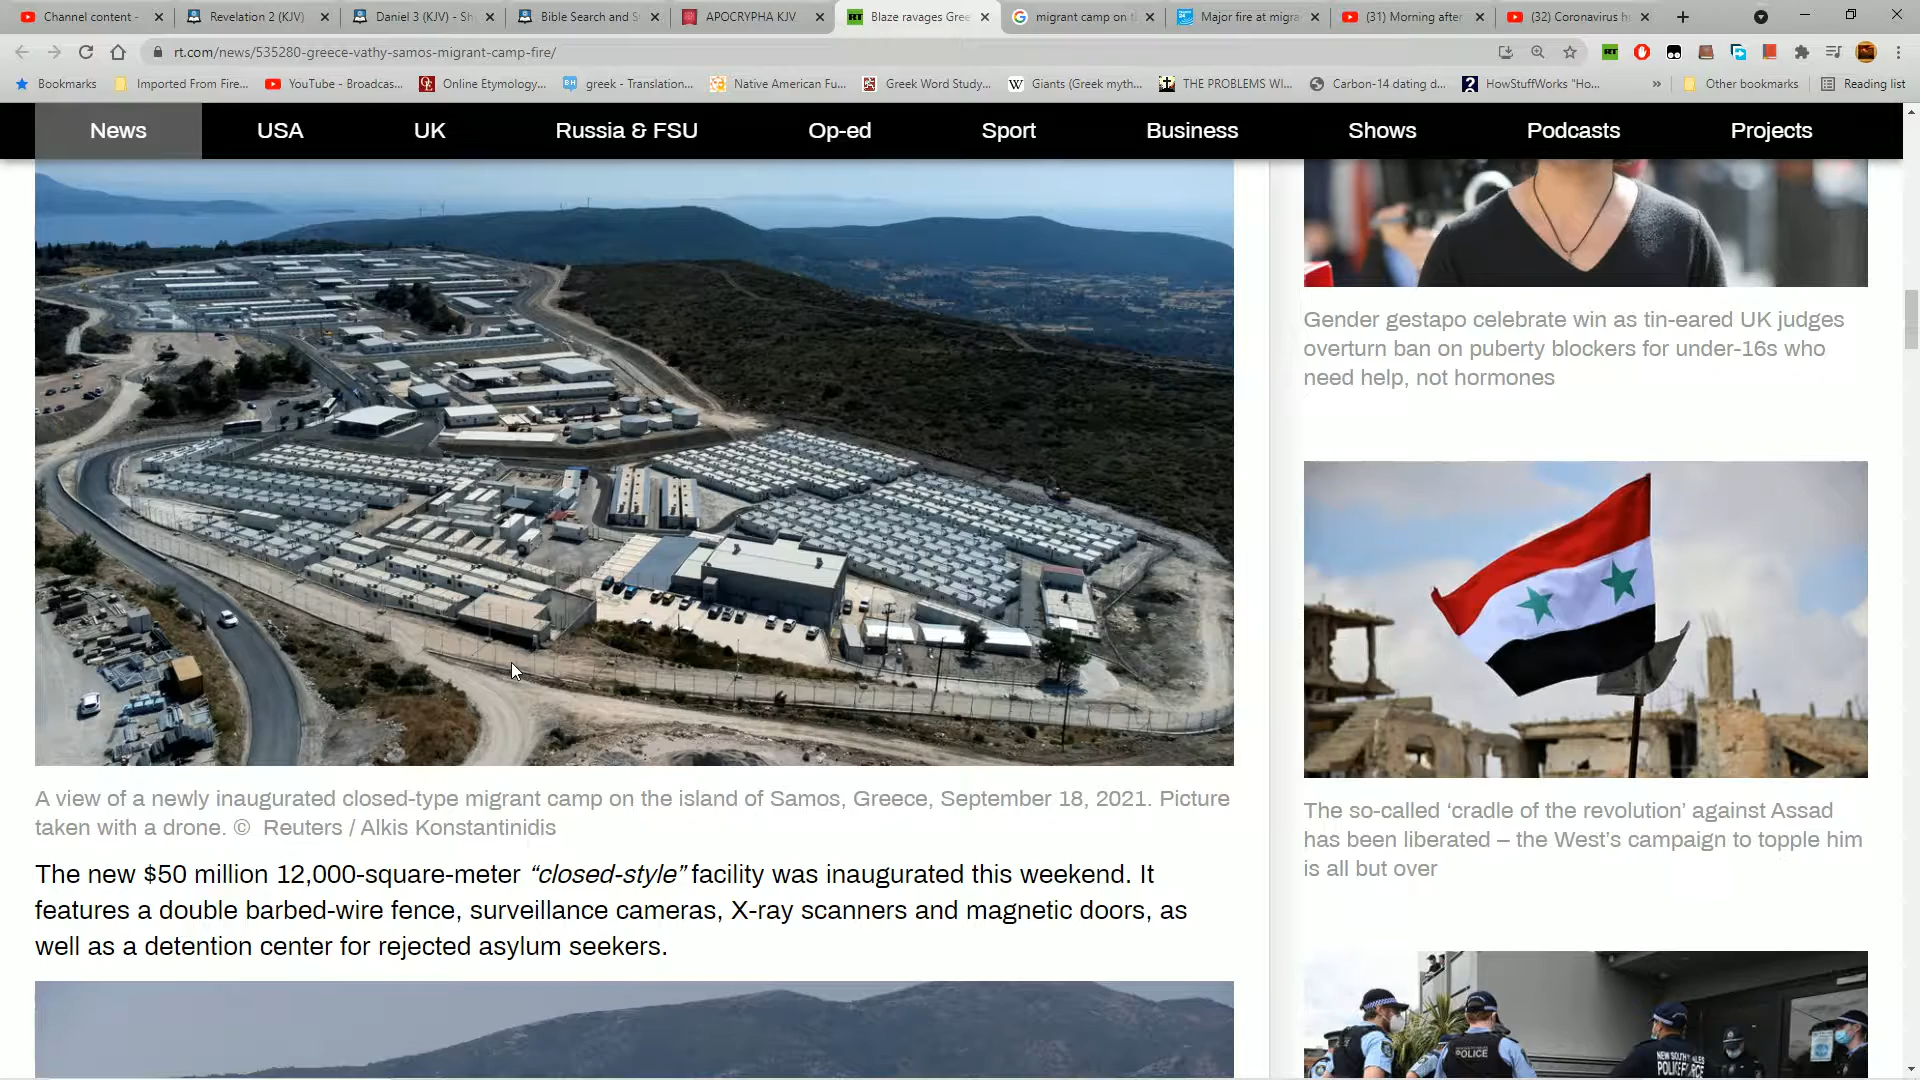 Channel content -
Revelation 2 (KJV)
Daniel 3 (KJV) - Sh
Bible Search and S
APOCRYPHA KJV
Blaze ravages Gree
migrant camp on t
Major fire at migra
(31) Morning after
(32) Coronavirus h
rt.com/news/535280-greece-vathy-samos-migrant-camp-fire/
Bookmarks
Imported From Fire...
YouTube - Broadcas...
Online Etymology...
greek - Translation...
Native American Fu...
Greek Word Study...
Giants (Greek myth...
THE PROBLEMS WI...
Carbon-14 dating d...
HowStuffWorks "Ho...
Other bookmarks
Reading list
News
USA
UK
Russia & FSU
Op-ed
Sport
Business
Shows
Podcasts
Projects
A view of a newly inaugurated closed-type migrant camp on the island of Samos, Greece, September 18, 2021. Picture
taken with a drone. © Reuters / Alkis Konstantinidis
The new $50 million 12,000-square-meter “closed-style” facility was inaugurated this weekend. It
features a double barbed-wire fence, surveillance cameras, X-ray scanners and magnetic doors, as
well as a detention center for rejected asylum seekers.
Gender gestapo celebrate win as tin-eared UK judges
overturn ban on puberty blockers for under-16s who
need help, not hormones
The so-called ‘cradle of the revolution’ against Assad
has been liberated – the West’s campaign to topple him
is all but over
POLICE
NEW SOUTH WALES
POLICE FORCE